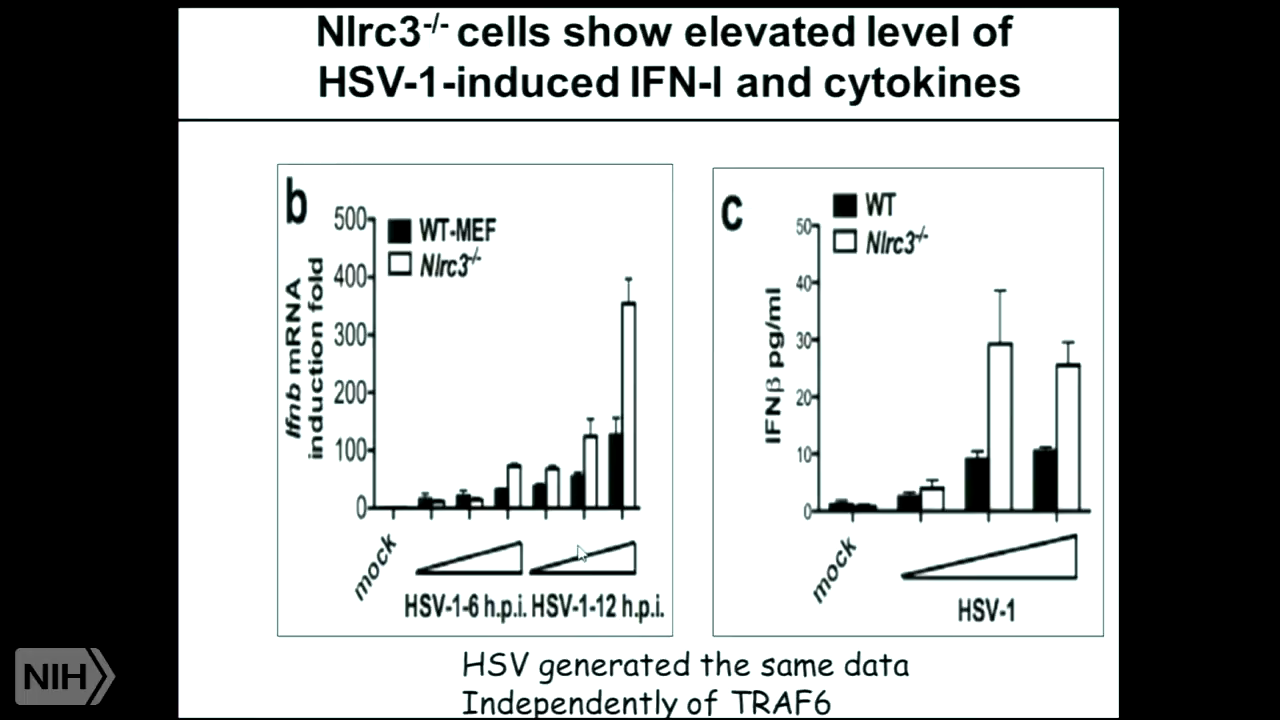 Nlrc3-/- cells show elevated level of
HSV-1-induced IFN-I and cytokines
b
500
400
300
200
100
0
Ifnb mRNA
induction fold
WT-MEF
Nlrc3-/-
mock
HSV-1-6 h.p.i. HSV-1-12 h.p.i.
c
50
40
30
20
10
0
IFNβ pg/ml
WT
Nlrc3-/-
mock
HSV-1
HSV generated the same data
Independently of TRAF6
NIH